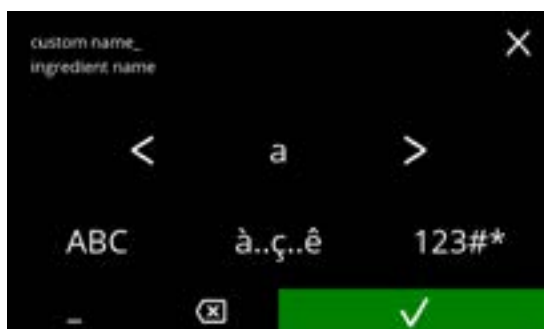 custom name_
ingredient name
< a >
ABC à..ç..ê 123#*
_